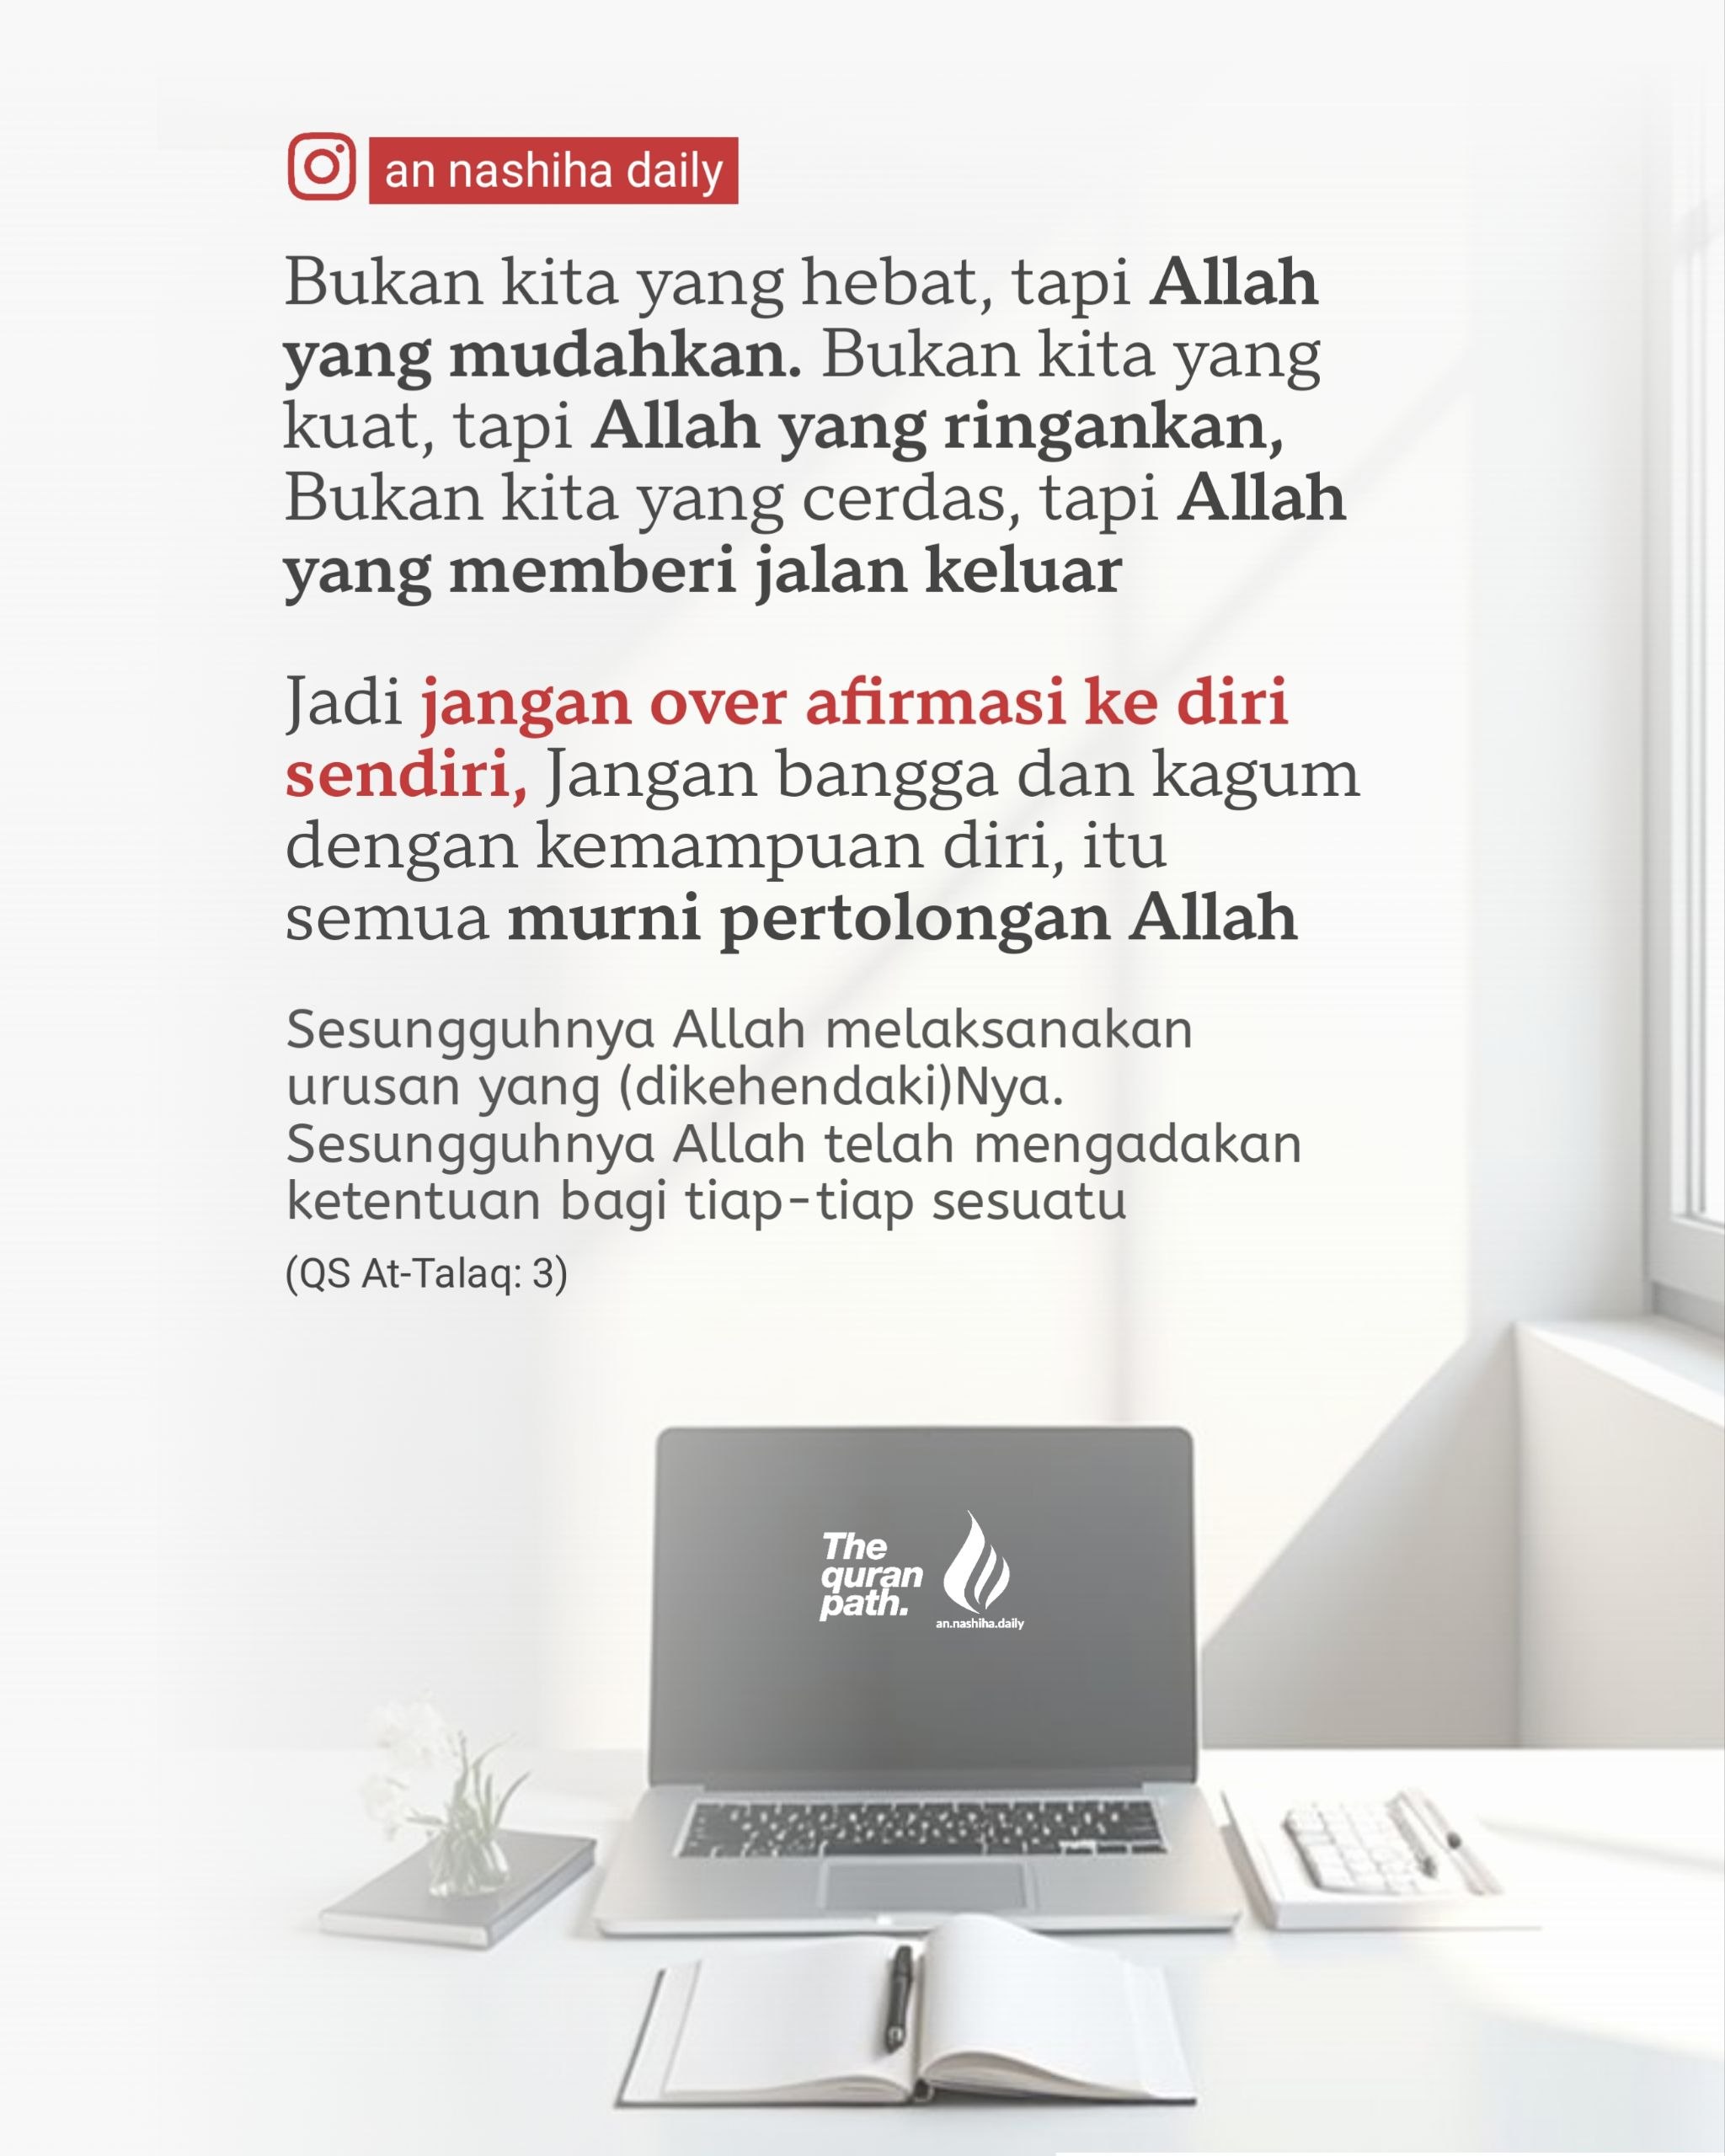 an nashiha daily
Bukan kita yang hebat, tapi Allah
yang mudahkan. Bukan kita yang
kuat, tapi Allah yang ringankan,
Bukan kita yang cerdas, tapi Allah
yang memberi jalan keluar
Jadi jangan over afirmasi ke diri
sendiri, Jangan bangga dan kagum
dengan kemampuan diri, itu
semua murni pertolongan Allah
Sesungguhnya Allah melaksanakan
urusan yang (dikehendaki)Nya.
Sesungguhnya Allah telah mengadakan
ketentuan bagi tiap-tiap sesuatu
(QS At-Talaq: 3)
The
quran
path.
an.nashiha.daily